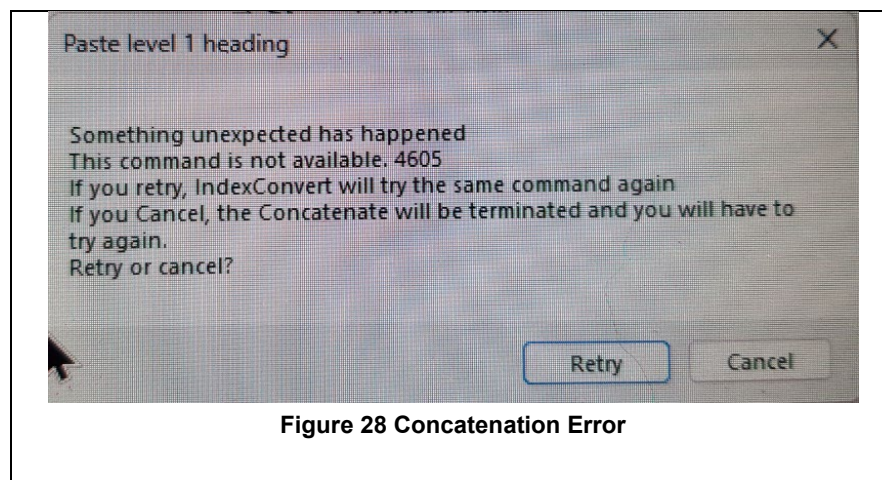 Paste level 1 heading
Something unexpected has happened
This command is not available. 4605
If you retry, IndexConvert will try the same command again
If you Cancel, the Concatenate will be terminated and you will have to
try again.
Retry or cancel?
Retry
Cancel
Figure 28 Concatenation Error